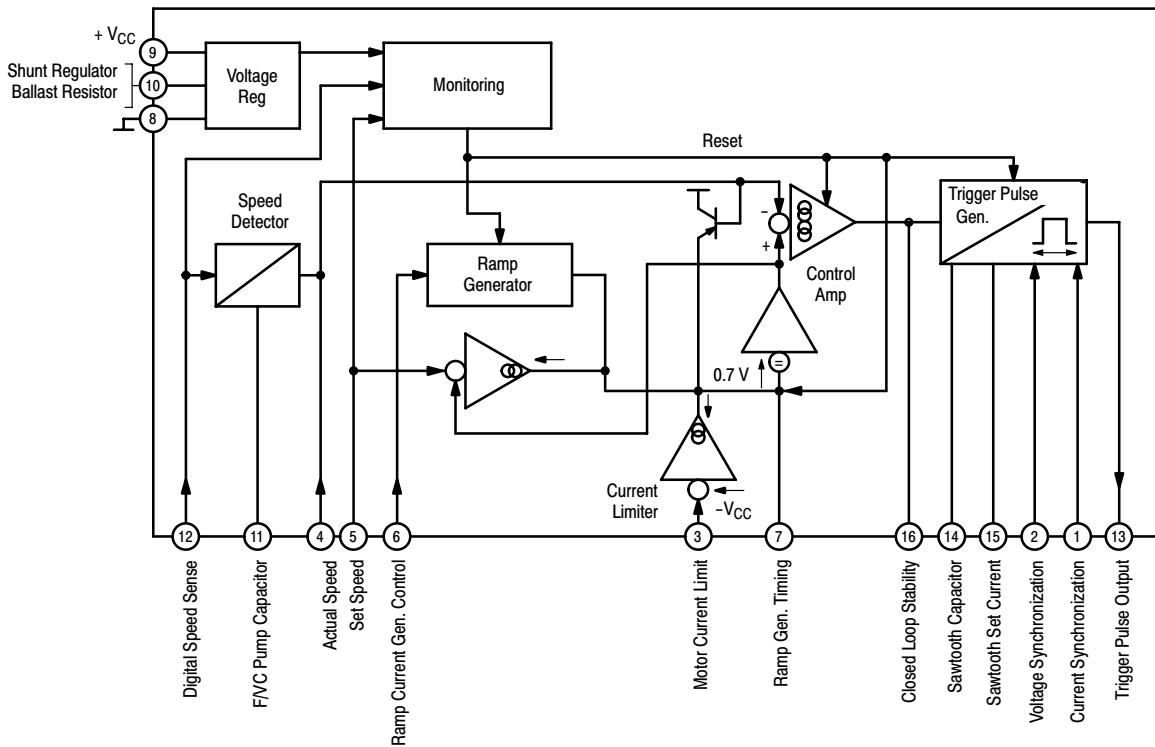 + VCC
9
Shunt Regulator
Ballast Resistor
10
8
Voltage
Reg
Monitoring
Reset
Speed
Detector
Ramp
Generator
-
+
Control
Amp
Trigger Pulse
Gen.
=
0.7 V
Current
Limiter
–VCC
12
11
4
5
6
3
7
16
14
15
2
1
13
Digital Speed Sense
F/VC Pump Capacitor
Actual Speed
Set Speed
Ramp Current Gen. Control
Motor Current Limit
Ramp Gen. Timing
Closed Loop Stability
Sawtooth Capacitor
Sawtooth Set Current
Voltage Synchronization
Current Synchronization
Trigger Pulse Output